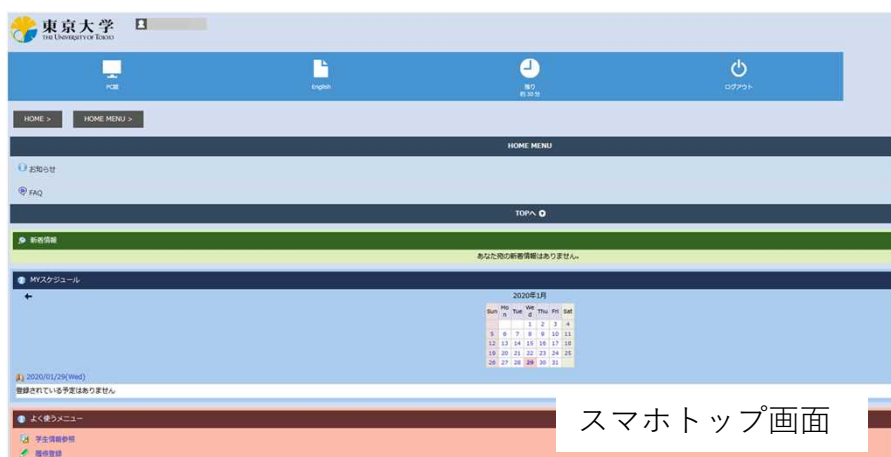 東京大学
THE UNIVERSITY OF TOKYO
PC版
English
残り
約 30 分
ログアウト
HOME >
HOME MENU >
HOME MENU
お知らせ
FAQ
TOPへ
新着情報
あなた宛の新着情報はありません。
MYスケジュール
2020年1月
Sun Mon Tue Wed Thu Fri Sat
1 2 3 4
5 6 7 8 9 10 11
12 13 14 15 16 17 18
19 20 21 22 23 24 25
26 27 28 29 30 31
2020/01/29(Wed)
登録されている予定はありません
よく使うメニュー
スマホトップ画面
学生情報参照
履修登録